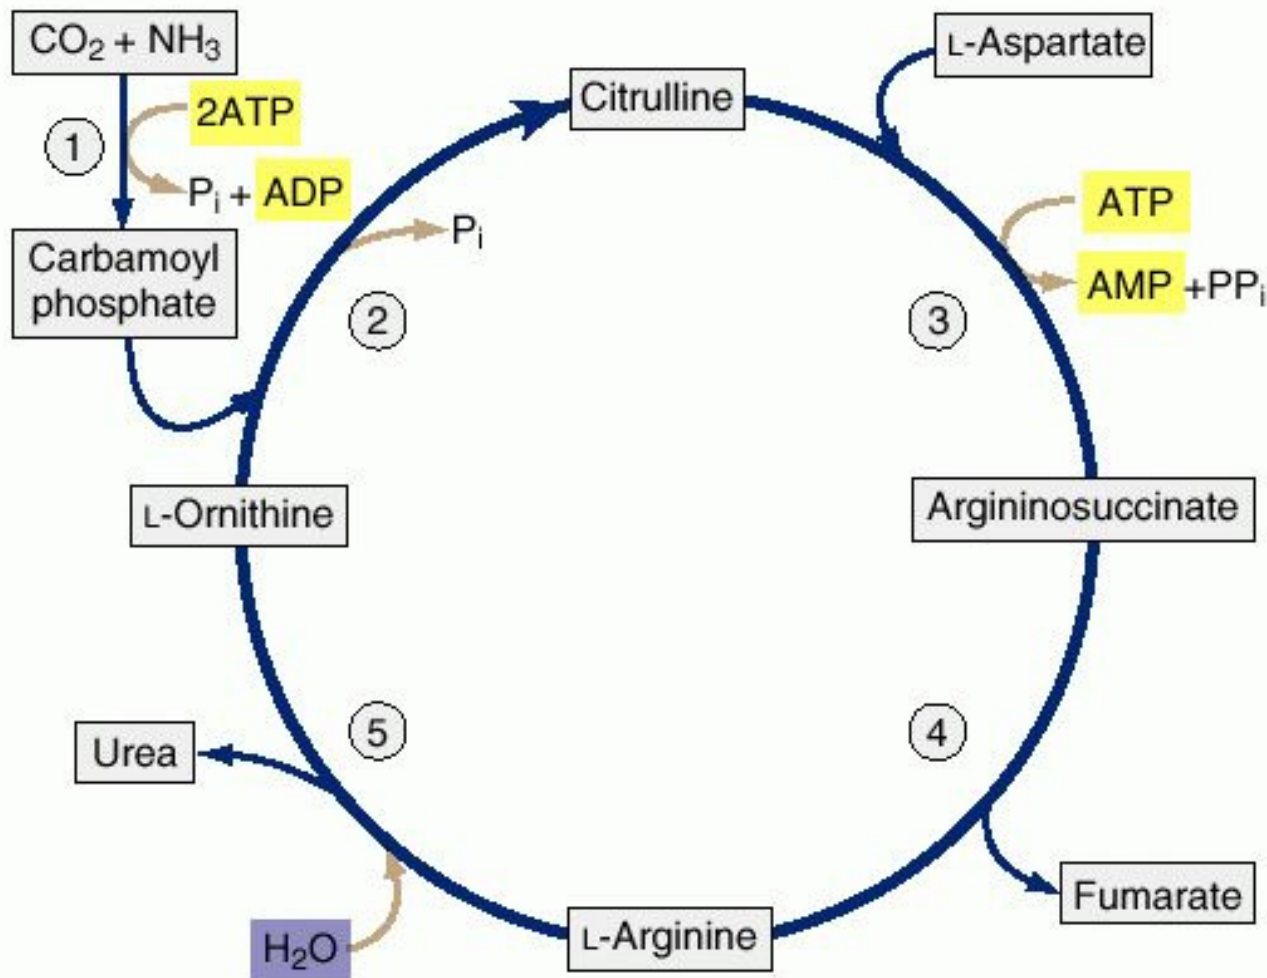 CO₂ + NH₃
L-Aspartate
Citrulline
2ATP
1
Pᵢ + ADP
ATP
Pᵢ
Carbamoyl
phosphate
AMP +PPᵢ
2
3
L-Ornithine
Argininosuccinate
5
4
Urea
Fumarate
H₂O
L-Arginine